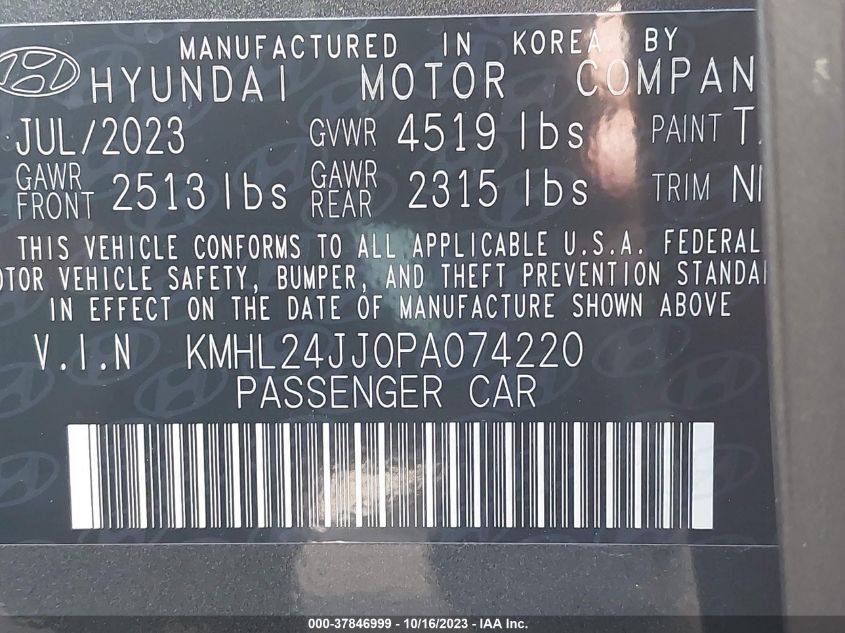 MANUFACTURED IN KOREA BY
HYUNDAI MOTOR COMPAN
JUL/2023 GVWR 4519 lbs PAINT T
GAWR FRONT 2513 lbs GAWR REAR 2315 lbs TRIM
THIS VEHICLE CONFORMS TO ALL APPLICABLE U.S.A. FEDERAL
OTOR VEHICLE SAFETY, BUMPER, AND THEFT PREVENTION STANDA
IN EFFECT ON THE DATE OF MANUFACTURE SHOWN ABOVE
V.I.N KMHL24JJ0PA074220
PASSENGER CAR
000-37846999 - 10/16/2023 - IAA Inc.